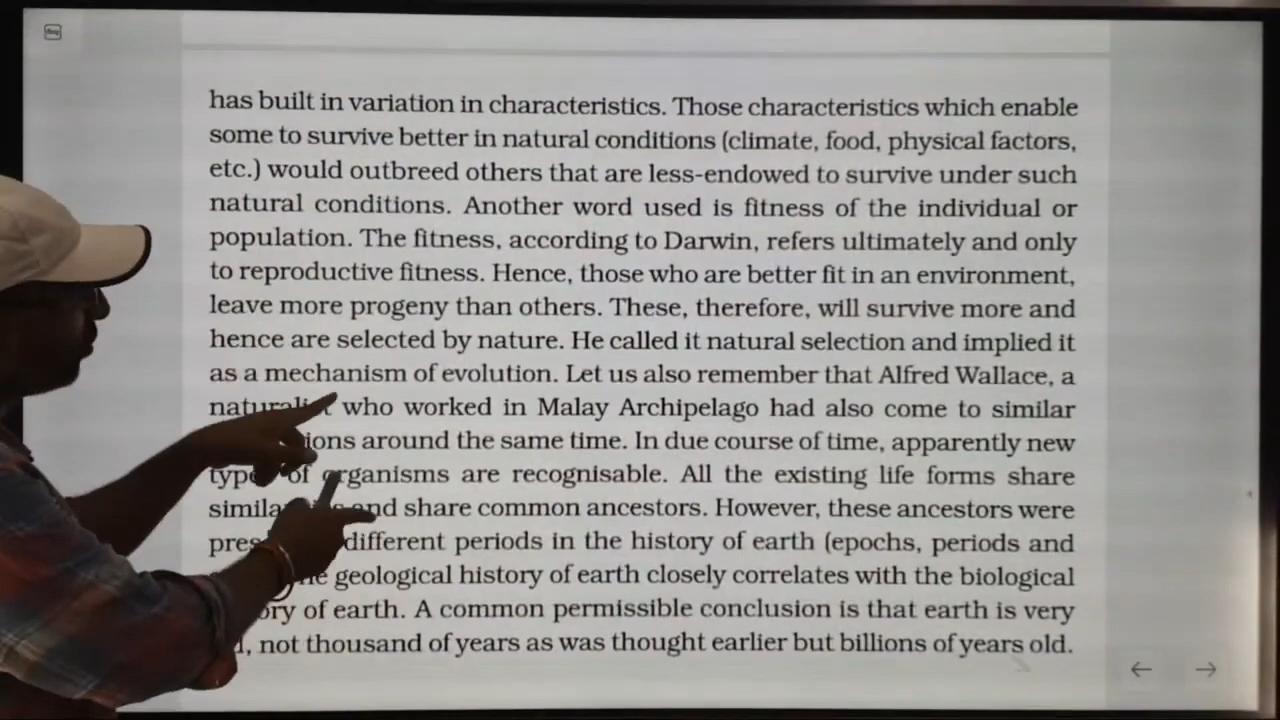 has built in variation in characteristics. Those characteristics which enable
some to survive better in natural conditions (climate, food, physical factors,
etc.) would outbreed others that are less-endowed to survive under such
natural conditions. Another word used is fitness of the individual or
population. The fitness, according to Darwin, refers ultimately and only
to reproductive fitness. Hence, those who are better fit in an environment,
leave more progeny than others. These, therefore, will survive more and
hence are selected by nature. He called it natural selection and implied it
as a mechanism of evolution. Let us also remember that Alfred Wallace, a
naturalist who worked in Malay Archipelago had also come to similar
around the same time. In due course of time, apparently new
types of organisms are recognisable. All the existing life forms share
and share common ancestors. However, these ancestors were
different periods in the history of earth (epochs, periods and
geological history of earth closely correlates with the biological
of earth. A common permissible conclusion is that earth is very
not thousand of years as was thought earlier but billions of years old.